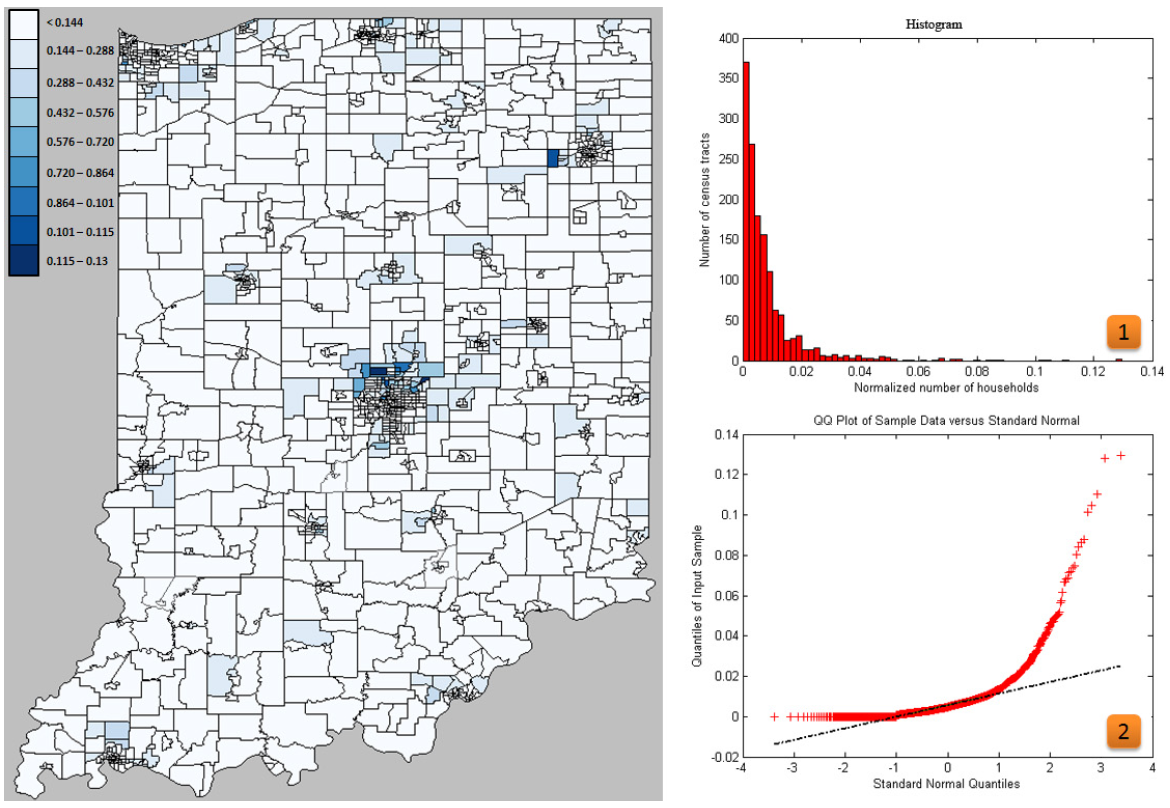 < 0.144
0.144 – 0.288
0.288 – 0.432
0.432 – 0.576
0.576 – 0.720
0.720 – 0.864
0.864 – 0.101
0.101 – 0.115
0.115 – 0.13
Histogram
Number of census tracts
400
350
300
250
200
150
100
50
0
0 0.02 0.04 0.06 0.08 0.1 0.12 0.14
Normalized number of households
1
QQ Plot of Sample Data versus Standard Normal
Quantiles of Input Sample
0.14
0.12
0.1
0.08
0.06
0.04
0.02
0
-0.02
-4 -3 -2 -1 0 1 2 3 4
Standard Normal Quantiles
2